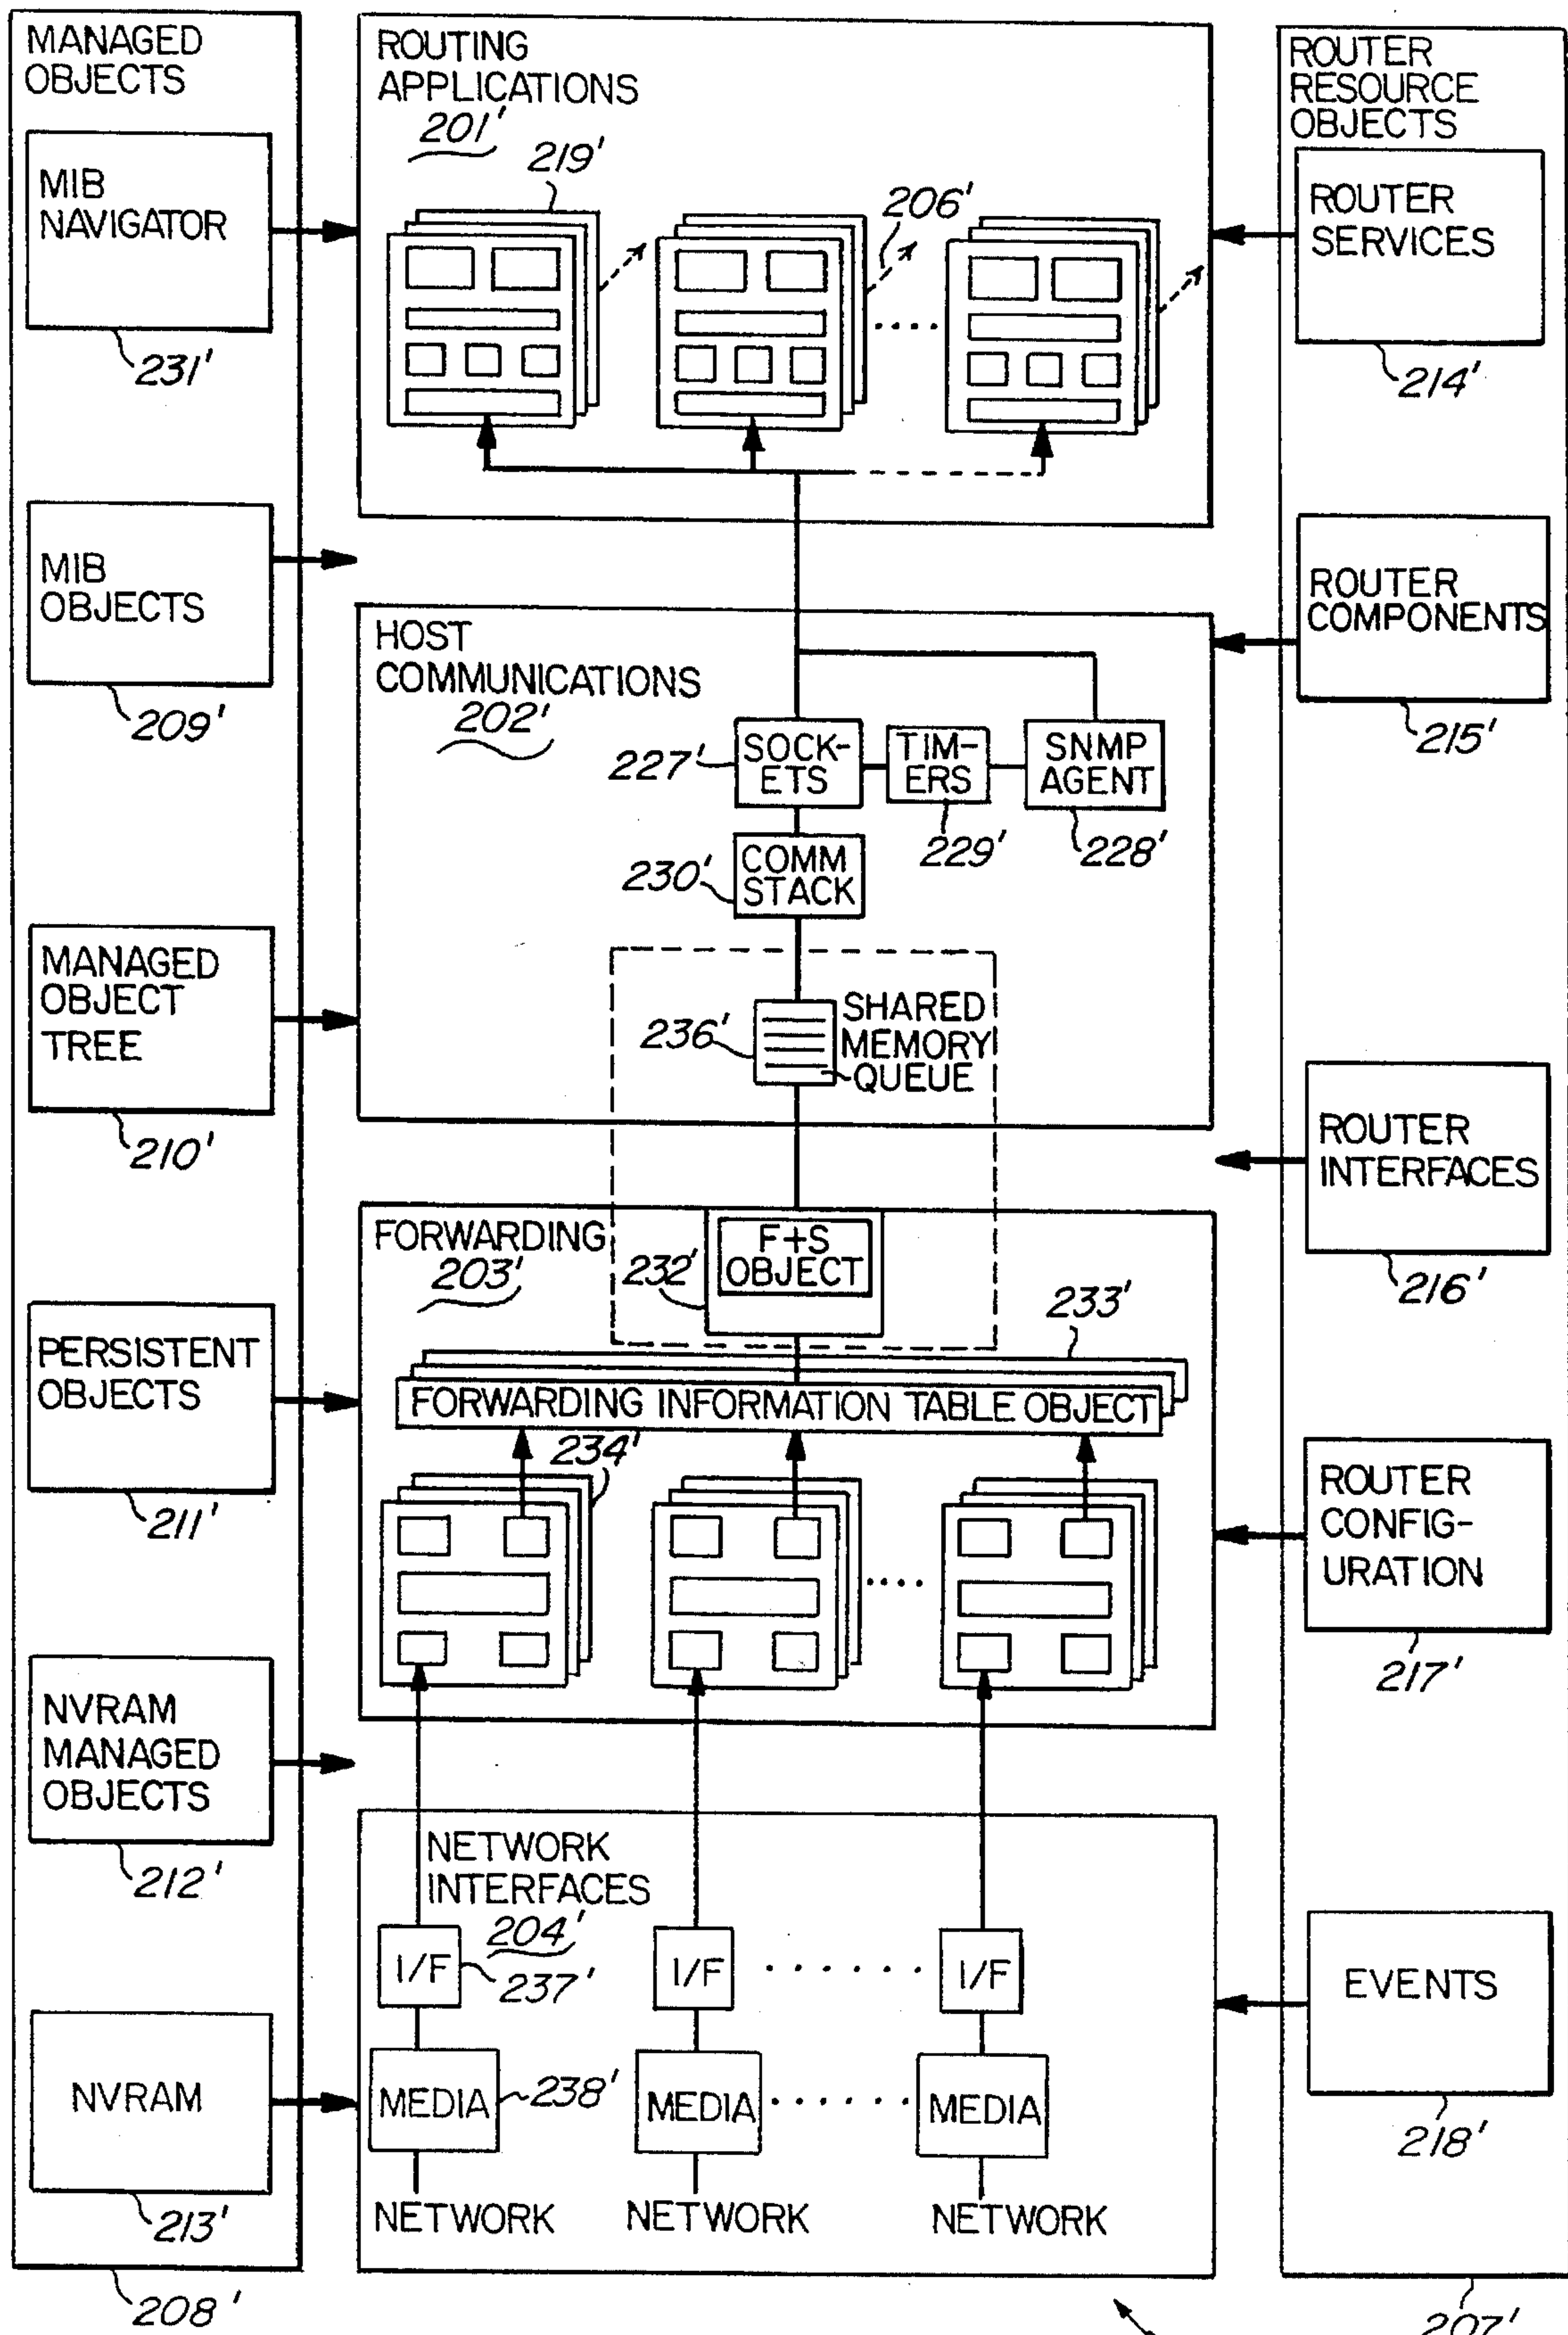 MANAGED
OBJECTS
MIB
NAVIGATOR
231'
MIB
OBJECTS
209'
MANAGED
OBJECT
TREE
210'
PERSISTENT
OBJECTS
211'
NVRAM
MANAGED
OBJECTS
212'
NVRAM
213'
208'
ROUTING
APPLICATIONS
201'
219'
206'
HOST
COMMUNICATIONS
202'
227'
SOCK-
ETS
TIM-
ERS
SNMP
AGENT
229'
228'
230'
COMM
STACK
236'
SHARED
MEMORY
QUEUE
FORWARDING
203'
232'
F+S
OBJECT
233'
FORWARDING INFORMATION TABLE OBJECT
234'
NETWORK
INTERFACES
204'
I/F
237'
I/F
I/F
MEDIA
238'
MEDIA
MEDIA
NETWORK
NETWORK
NETWORK
ROUTER
RESOURCE
OBJECTS
ROUTER
SERVICES
214'
ROUTER
COMPONENTS
215'
ROUTER
INTERFACES
216'
ROUTER
CONFIG-
URATION
217'
EVENTS
218'
207'